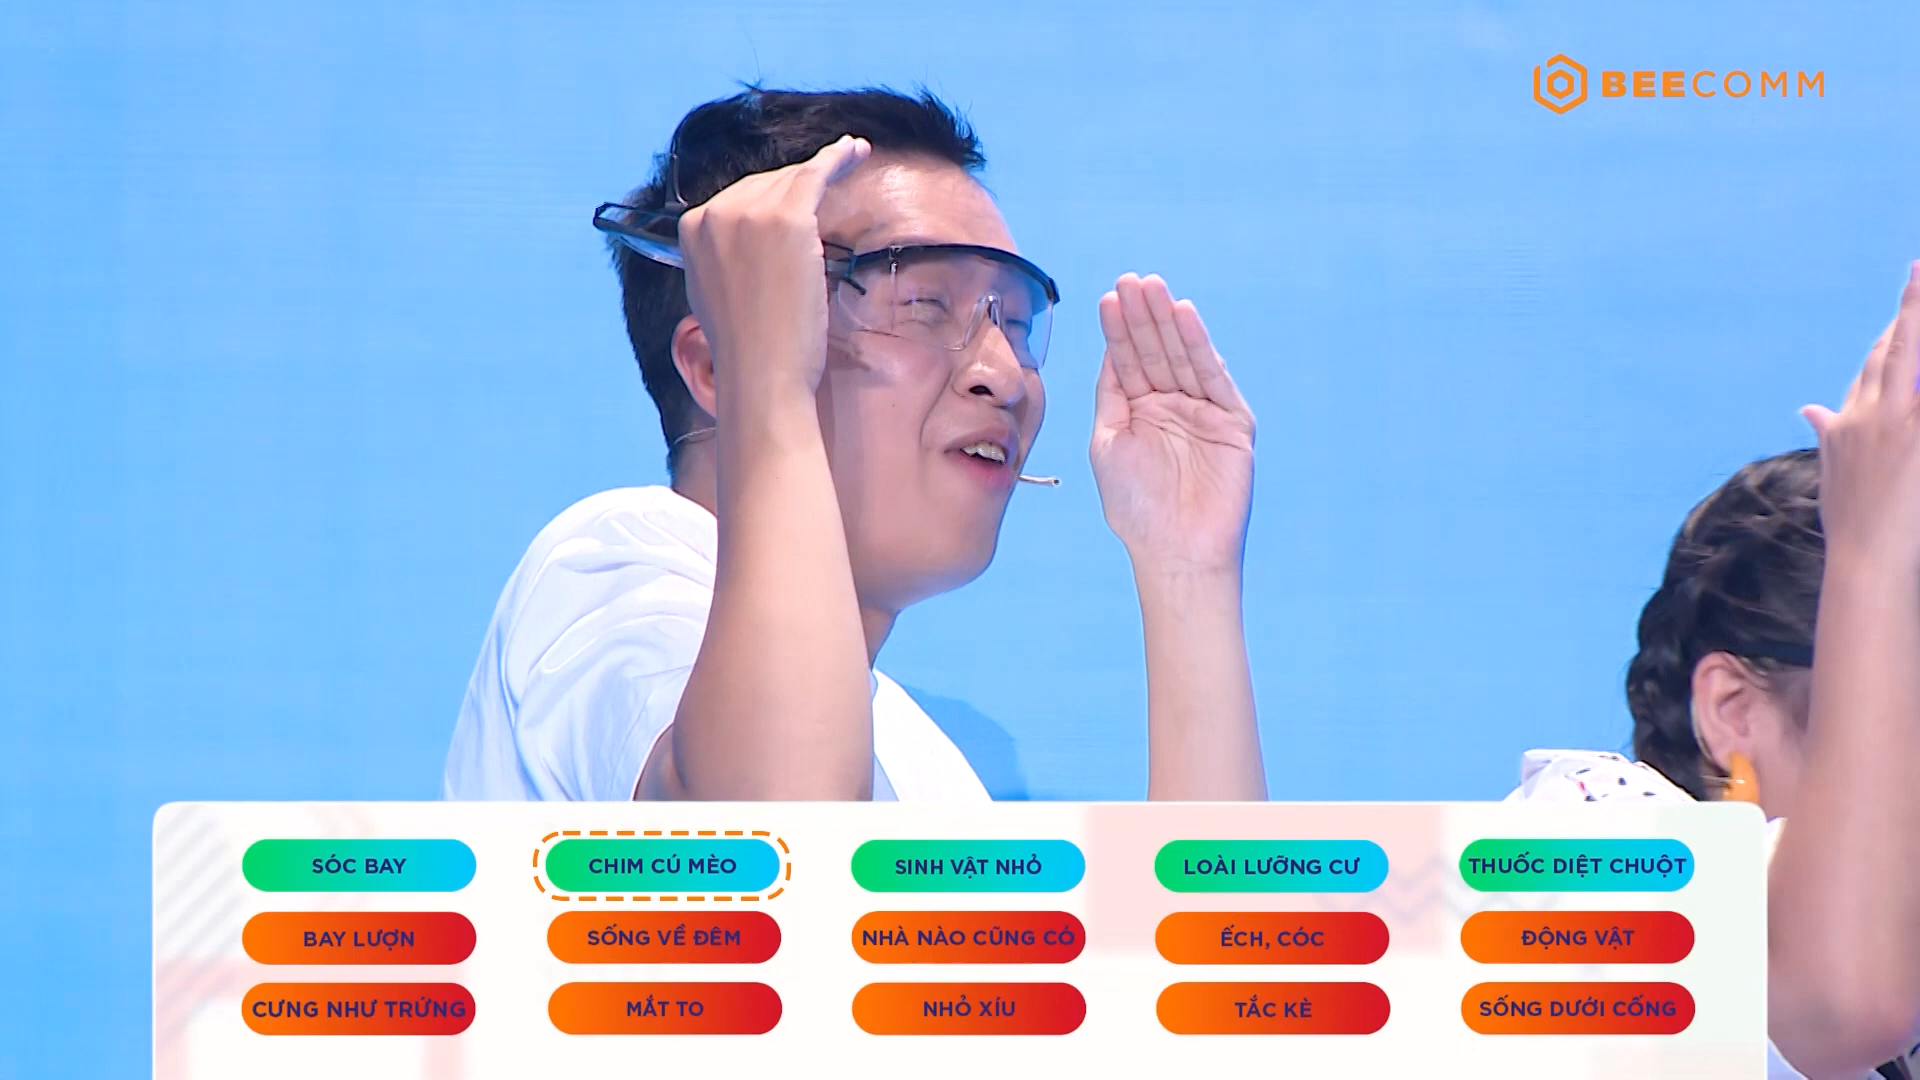 BEECOMM
SÓC BAY
CHIM CÚ MÈO
SINH VẬT NHỎ
LOÀI LƯỠNG CƯ
THUỐC DIỆT CHUỘT
BAY LƯỢN
SỐNG VỀ ĐÊM
NHÀ NÀO CŨNG CÓ
ẾCH, CÓC
ĐỘNG VẬT
CƯNG NHƯ TRỨNG
MẮT TO
NHỎ XÍU
TẮC KÈ
SỐNG DƯỚI CỐNG